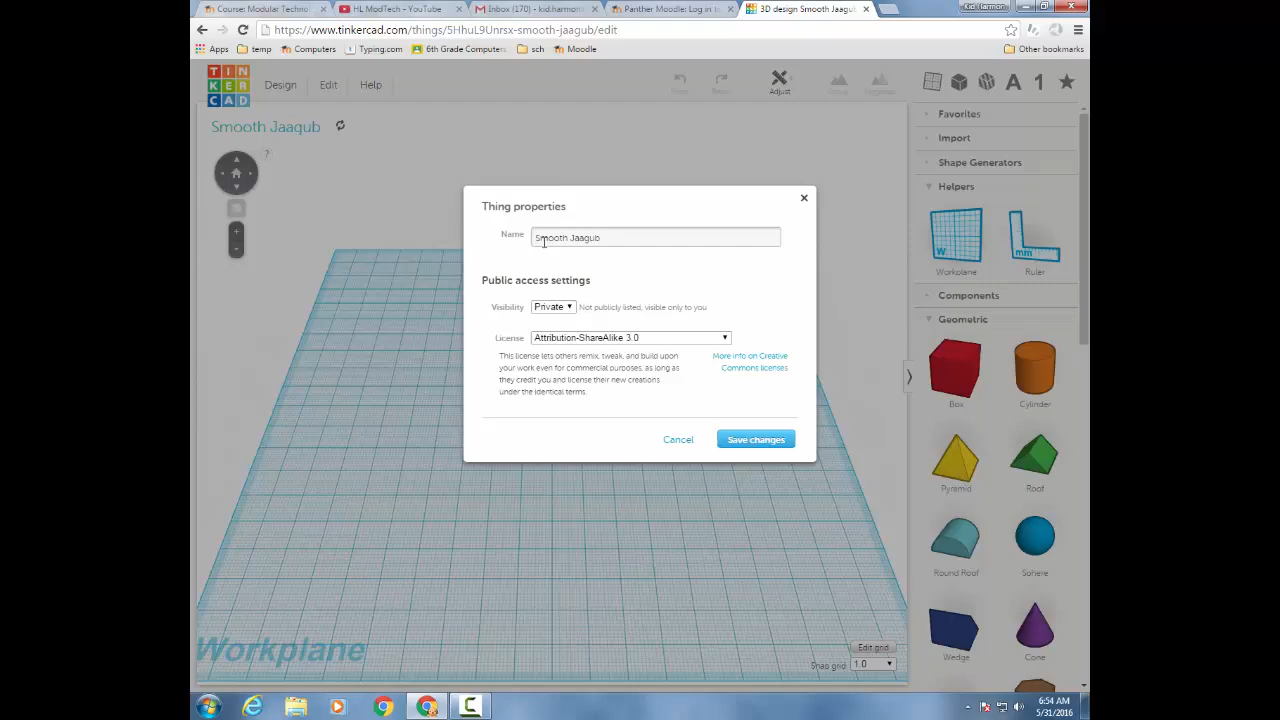 Course: Modular Techno
HL ModTech - YouTube
Inbox (170) - kid.harmon
Panther Moodle: Log in to
3D design Smooth Jaagub
Kid Harmon
https://www.tinkercad.com/things/5HhuL9Unrsx-smooth-jaagub/edit
Apps
temp
Computers
Typing.com
6th Grade Computers
sch
Moodle
Other bookmarks
TIN
KER
CAD
Design
Edit
Help
Adjust
A
1
Smooth Jaagub
?
Favorites
Import
Shape Generators
Helpers
W
mm
Workplane
Ruler
Components
Geometric
Box
Cylinder
Pyramid
Roof
Round Roof
Sphere
Wedge
Cone
Thing properties
Name
Smooth Jaagub
Public access settings
Visibility
Private
Not publicly listed, visible only to you
License
Attribution-ShareAlike 3.0
This license lets others remix, tweak, and build upon
your work even for commercial purposes, as long as
they credit you and license their new creations
under the identical terms.
More info on Creative
Commons licenses
Cancel
Save changes
Workplane
Edit grid
Snap grid
1.0
6:54 AM
5/31/2016